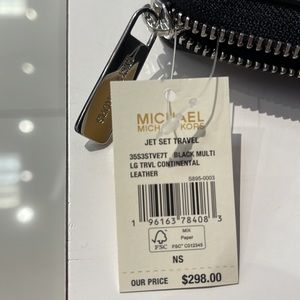 MICHAEL
MICHAEL KORS
JET SET TRAVEL
35S3STVE7T BLACK MULTI
LG TRVL CONTINENTAL
LEATHER
5895-0003
1 96163 78408 3
FSC
MIX
Paper
FSC® C012345
NS
OUR PRICE $298.00